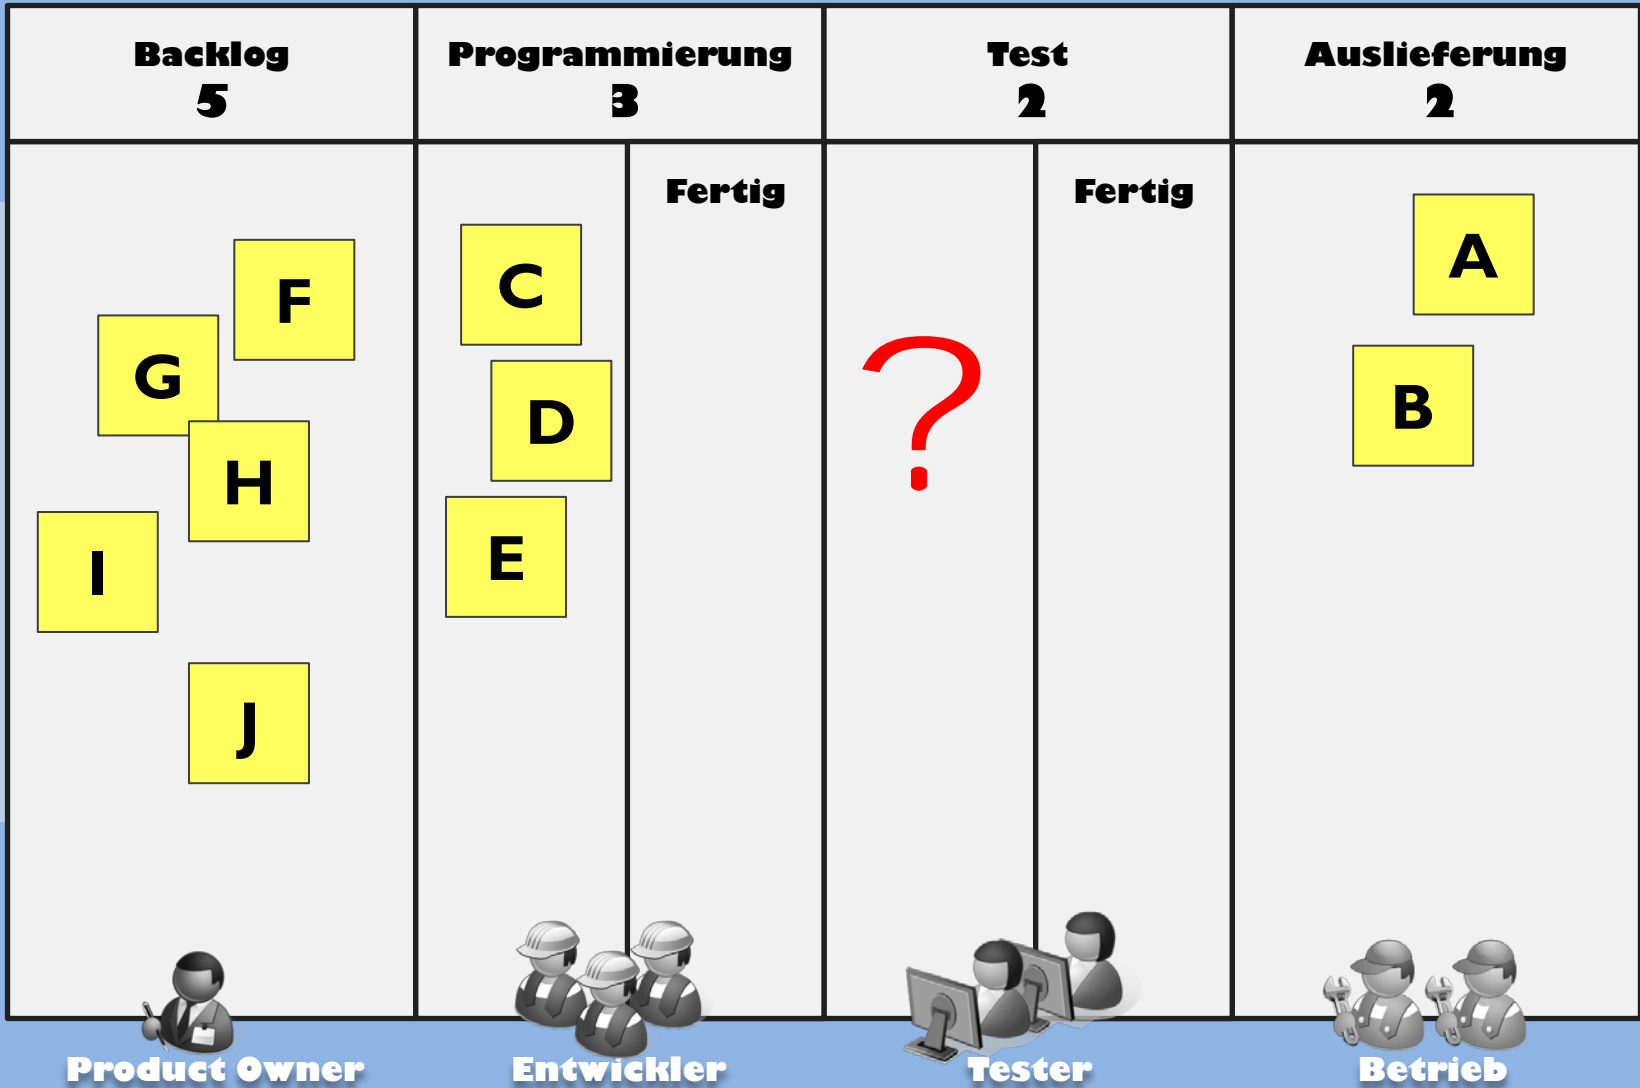 Backlog
5
Programmierung
3
Test
2
Auslieferung
2
Fertig
Fertig
F
G
H
I
J
C
D
E
?
A
B
Product Owner
Entwickler
Tester
Betrieb